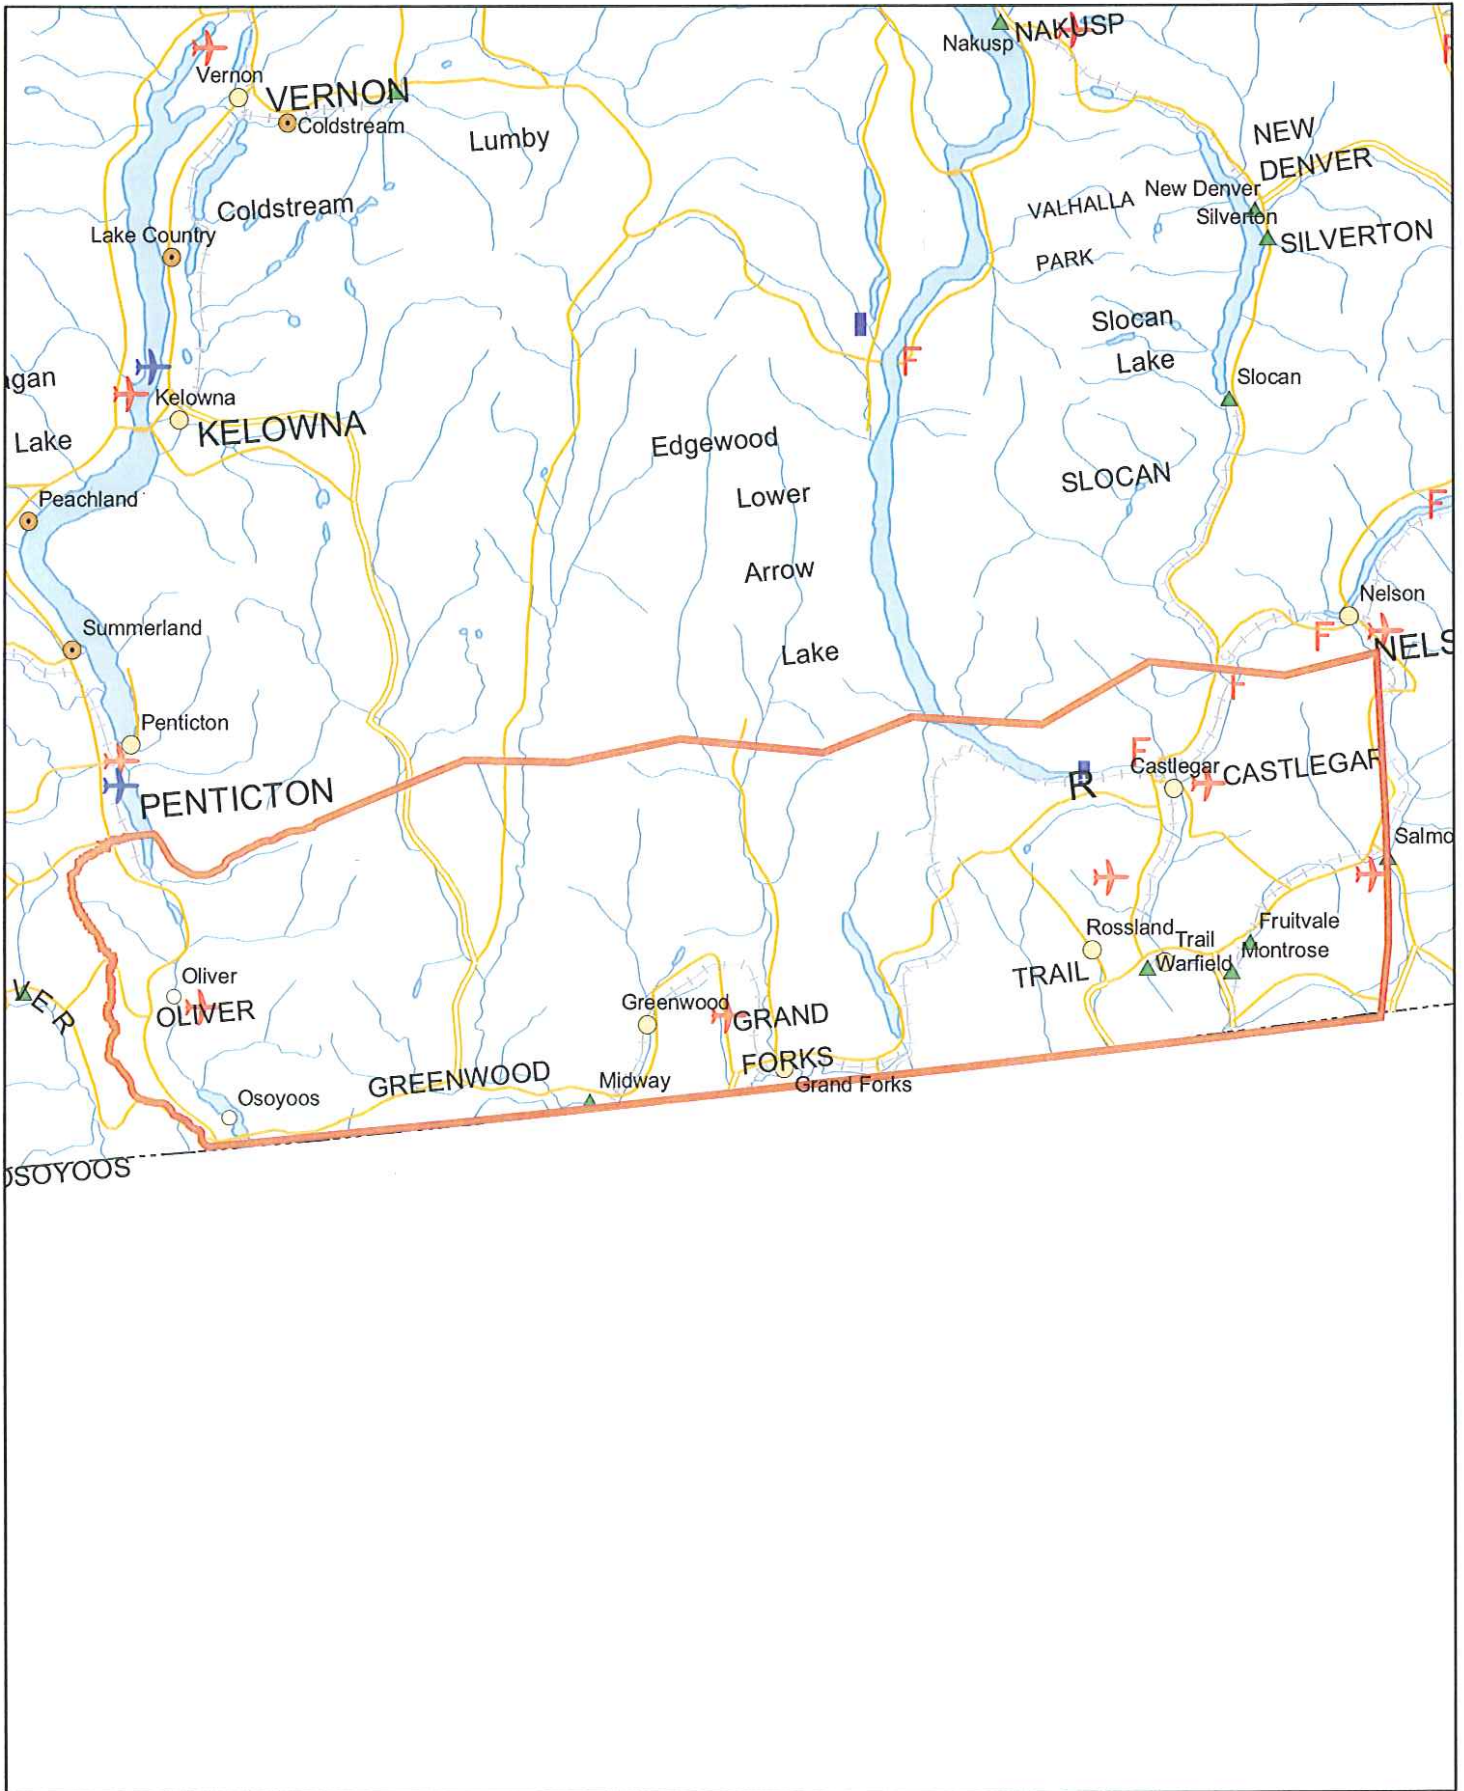 Nakusp
NAKUSP
Vernon
VERNON
Coldstream
Lumby
NEW
DENVER
New Denver
VALHALLA
Silverton
SILVERTON
Coldstream
Lake Country
PARK
Slocan
Lake
F
agan
Slocan
Kelowna
KELOWNA
Lake
Edgewood
SLOCAN
Peachland
Lower
F
Arrow
Nelson
Summerland
F
NELS
Lake
F
Penticton
F
Castlegar
CASTLEGAR
R
PENTICTON
Salmo
Rossland
Fruitvale
Trail
Montrose
Warfield
TRAIL
Oliver
OLIVER
VER
Greenwood
GRAND
FORKS
Midway
Grand Forks
GREENWOOD
Osoyoos
OSOYOOS